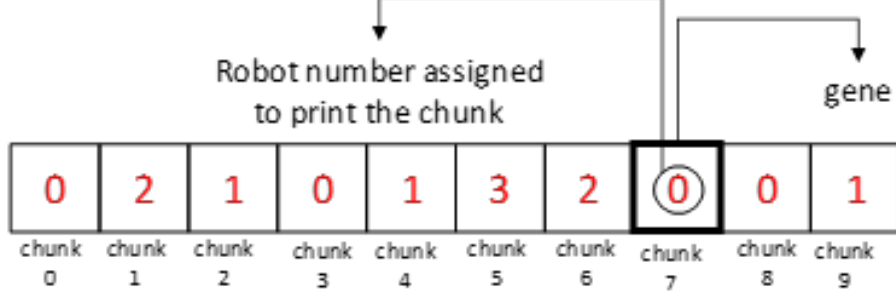 Robot number assigned
to print the chunk
gene
0 2 1 0 1 3 2 0 0 1
chunk chunk chunk chunk chunk chunk chunk chunk chunk chunk
0 1 2 3 4 5 6 7 8 9